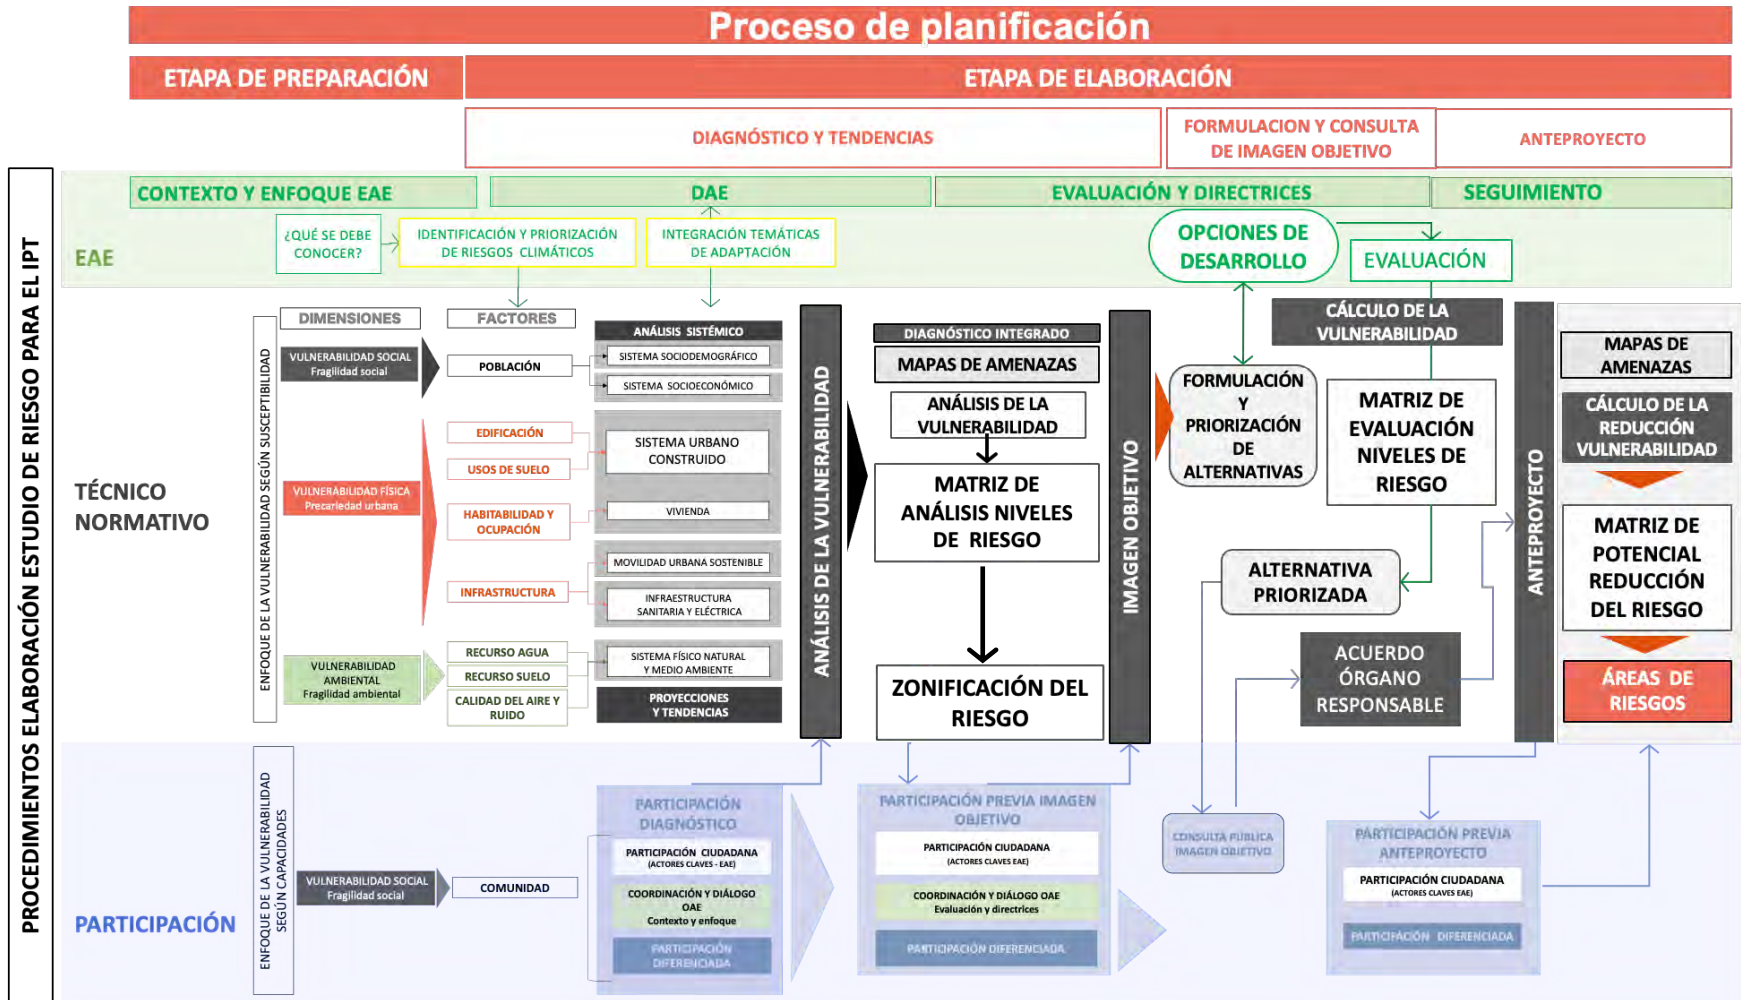 Proceso de planificación
ETAPA DE PREPARACIÓN
ETAPA DE ELABORACIÓN
DIAGNÓSTICO Y TENDENCIAS
FORMULACION Y CONSULTA
DE IMAGEN OBJETIVO
ANTEPROYECTO
PROCEDIMIENTOS ELABORACIÓN ESTUDIO DE RIESGO PARA EL IPT
EAE
CONTEXTO Y ENFOQUE EAE
DAE
EVALUACIÓN Y DIRECTRICES
SEGUIMIENTO
¿QUÉ SE DEBE
CONOCER?
IDENTIFICACIÓN Y PRIORIZACIÓN
DE RIESGOS CLIMÁTICOS
INTEGRACIÓN TEMÁTICAS
DE ADAPTACIÓN
OPCIONES DE
DESARROLLO
EVALUACIÓN
TÉCNICO
NORMATIVO
ENFOQUE DE LA VULNERABILIDAD SEGÚN SUSCEPTIBILIDAD
DIMENSIONES
FACTORES
ANÁLISIS SISTÉMICO
VULNERABILIDAD SOCIAL
Fragilidad social
POBLACIÓN
SISTEMA SOCIODEMOGRÁFICO
SISTEMA SOCIOECONÓMICO
VULNERABILIDAD FÍSICA
Precariedad urbana
EDIFICACIÓN
USOS DE SUELO
HABITABILIDAD Y
OCUPACIÓN
INFRASTRUCTURA
SISTEMA URBANO
CONSTRUIDO
VIVIENDA
MOVILIDAD URBANA SOSTENIBLE
INFRAESTRUCTURA
SANITARIA Y ELÉCTRICA
VULNERABILIDAD
AMBIENTAL
Fragilidad ambiental
RECURSO AGUA
RECURSO SUELO
CALIDAD DEL AIRE Y
RUIDO
SISTEMA FÍSICO NATURAL
Y MEDIO AMBIENTE
PROYECCIONES
Y TENDENCIAS
ANÁLISIS DE LA VULNERABILIDAD
DIAGNÓSTICO INTEGRADO
MAPAS DE AMENAZAS
ANÁLISIS DE LA
VULNERABILIDAD
MATRIZ DE
ANÁLISIS NIVELES
DE RIESGO
ZONIFICACIÓN DEL
RIESGO
IMAGEN OBJETIVO
FORMULACIÓN
Y
PRIORIZACIÓN
DE
ALTERNATIVAS
CÁLCULO DE LA
VULNERABILIDAD
MATRIZ DE
EVALUACIÓN
NIVELES DE
RIESGO
ALTERNATIVA
PRIORIZADA
ACUERDO
ÓRGANO
RESPONSABLE
ANTEPROYECTO
MAPAS DE
AMENAZAS
CÁLCULO DE LA
REDUCCIÓN
VULNERABILIDAD
MATRIZ DE
POTENCIAL
REDUCCIÓN
DEL RIESGO
ÁREAS DE
RIESGOS
PARTICIPACIÓN
ENFOQUE DE LA VULNERABILIDAD
SEGÚN CAPACIDADES
VULNERABILIDAD SOCIAL
Fragilidad social
COMUNIDAD
PARTICIPACIÓN
DIAGNÓSTICO
PARTICIPACIÓN CIUDADANA
(ACTORES CLAVES - EAE)
COORDINACIÓN Y DIÁLOGO
OAE
Contexto y enfoque
PARTICIPACIÓN
DIFERENCIADA
PARTICIPACIÓN PREVIA IMAGEN
OBJETIVO
PARTICIPACIÓN CIUDADANA
(ACTORES CLAVES EAE)
COORDINACIÓN Y DIÁLOGO OAE
Evaluación y directrices
PARTICIPACIÓN DIFERENCIADA
CONSULTA PÚBLICA
IMAGEN OBJETIVO
PARTICIPACIÓN PREVIA
ANTEPROYECTO
PARTICIPACIÓN CIUDADANA
(ACTORES CLAVES EAE)
PARTICIPACIÓN DIFERENCIADA